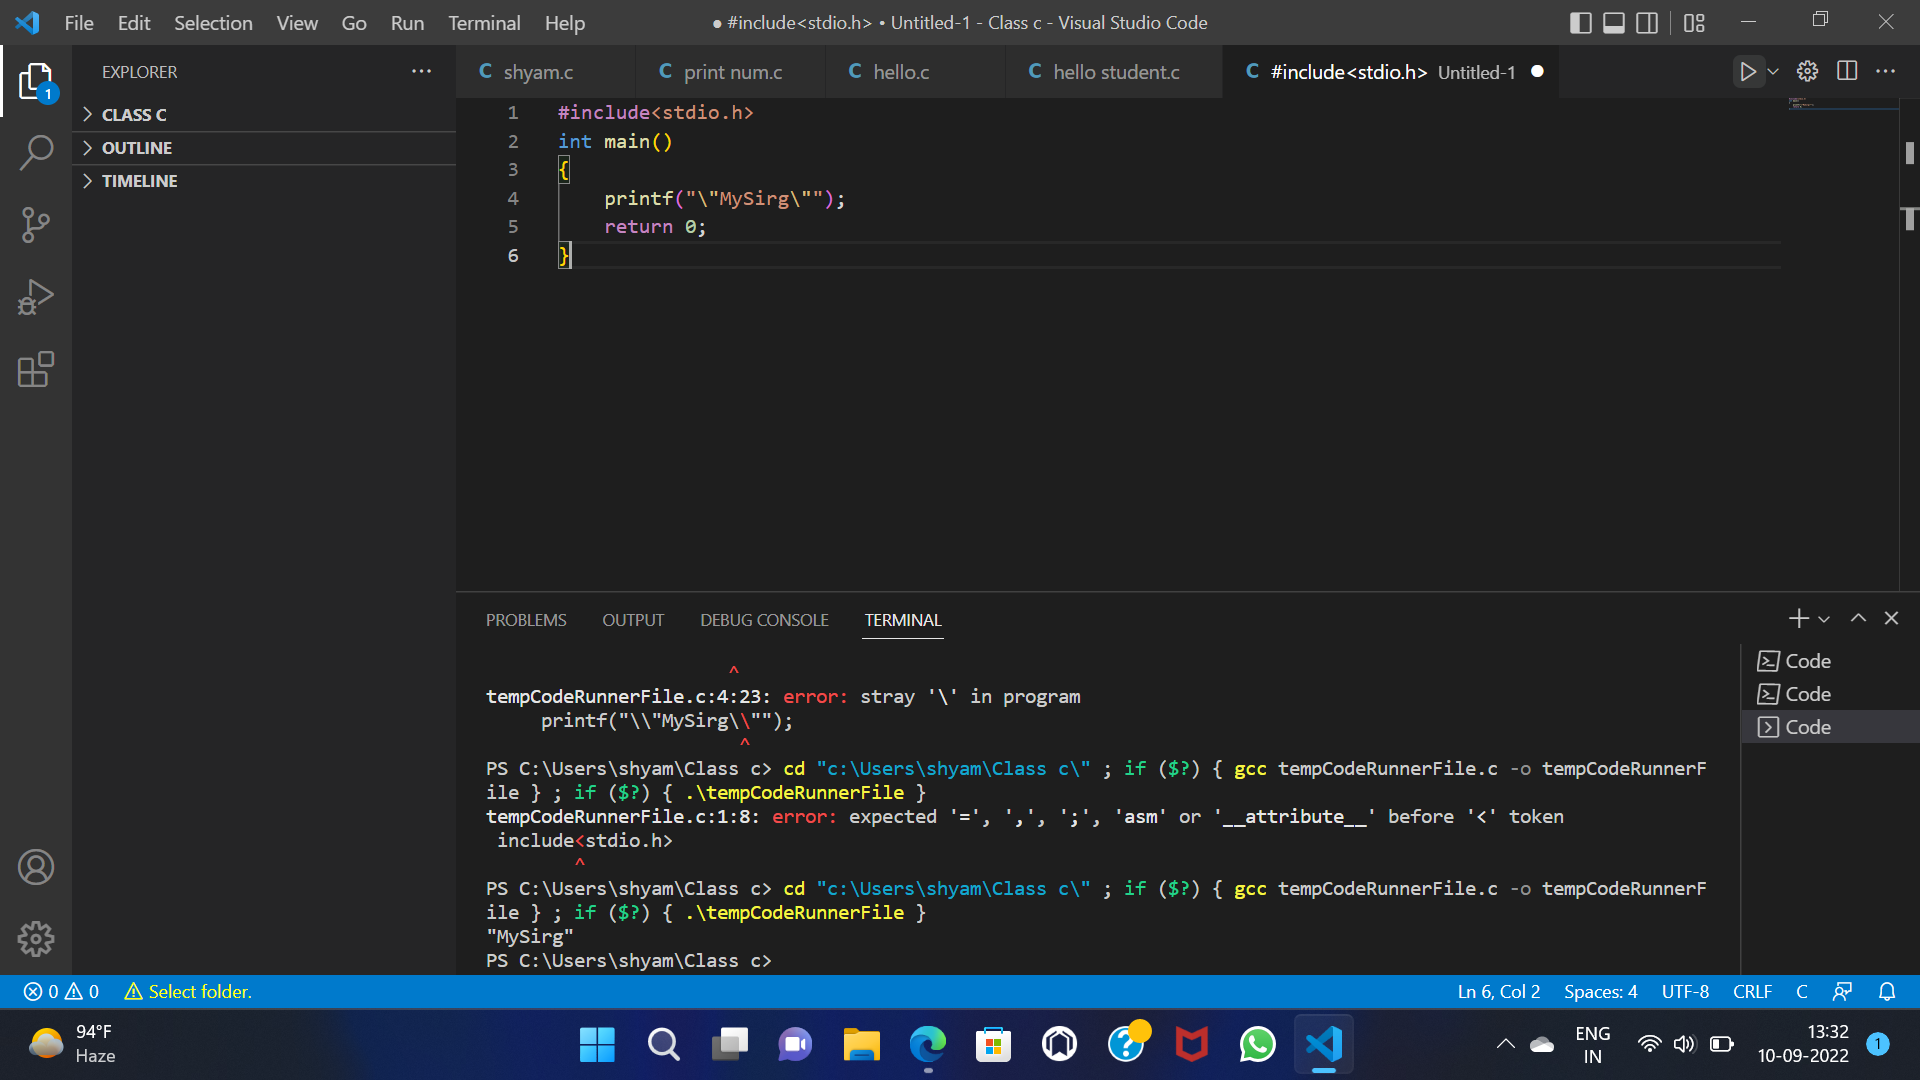 File Edit Selection View Go Run Terminal Help
● #include<stdio.h> • Untitled-1 - Class c - Visual Studio Code
1
EXPLORER ···
CLASS C
OUTLINE
TIMELINE
C shyam.c C print num.c C hello.c C hello student.c C #include<stdio.h> Untitled-1 ●
1 #include<stdio.h>
2 int main()
3 {
4 printf("\"MySirg\"");
5 return 0;
6 }
PROBLEMS OUTPUT DEBUG CONSOLE TERMINAL
^
tempCodeRunnerFile.c:4:23: error: stray '\' in program
printf("\\"MySirg\\"");
^
PS C:\Users\shyam\Class c> cd "c:\Users\shyam\Class c\" ; if ($?) { gcc tempCodeRunnerFile.c -o tempCodeRunnerF
ile } ; if ($?) { .\tempCodeRunnerFile }
tempCodeRunnerFile.c:1:8: error: expected '=', ',', ';', 'asm' or '__attribute__' before '<' token
include<stdio.h>
^
PS C:\Users\shyam\Class c> cd "c:\Users\shyam\Class c\" ; if ($?) { gcc tempCodeRunnerFile.c -o tempCodeRunnerF
ile } ; if ($?) { .\tempCodeRunnerFile }
"MySirg"
PS C:\Users\shyam\Class c>
Code
Code
Code
0 0 Select folder.
Ln 6, Col 2 Spaces: 4 UTF-8 CRLF C
94°F
Haze
ENG
IN
13:32
10-09-2022
1